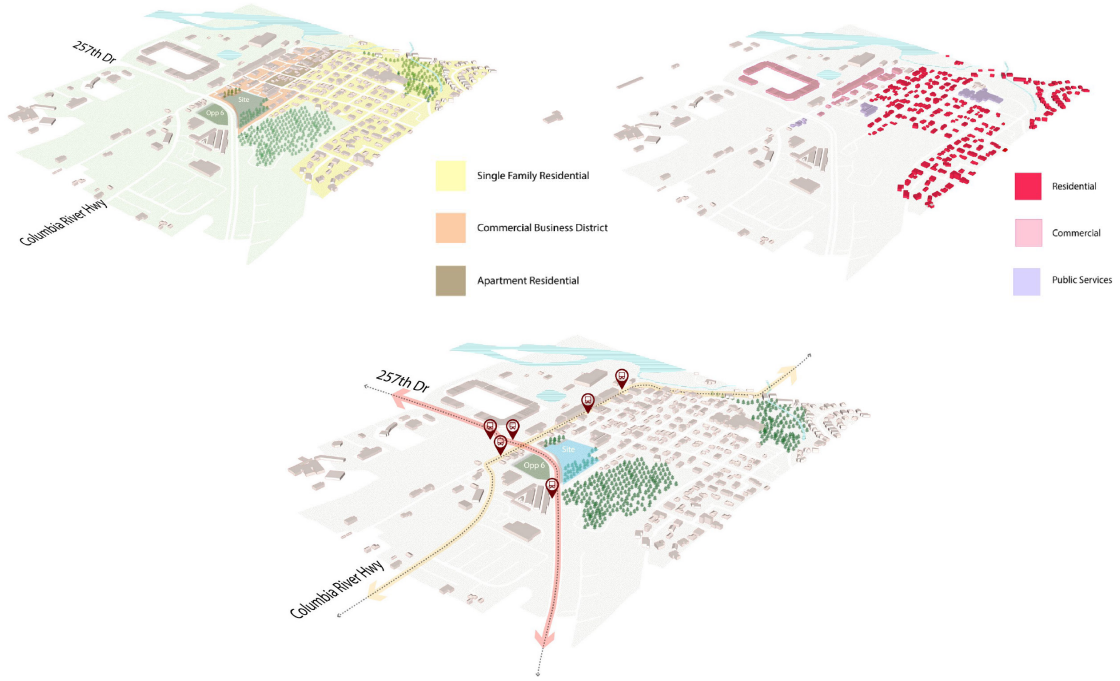 257th Dr
Site
Opp 6
Columbia River Hwy
Single Family Residential
Commercial Business District
Apartment Residential
Residential
Commercial
Public Services
257th Dr
Site
Opp 6
Columbia River Hwy